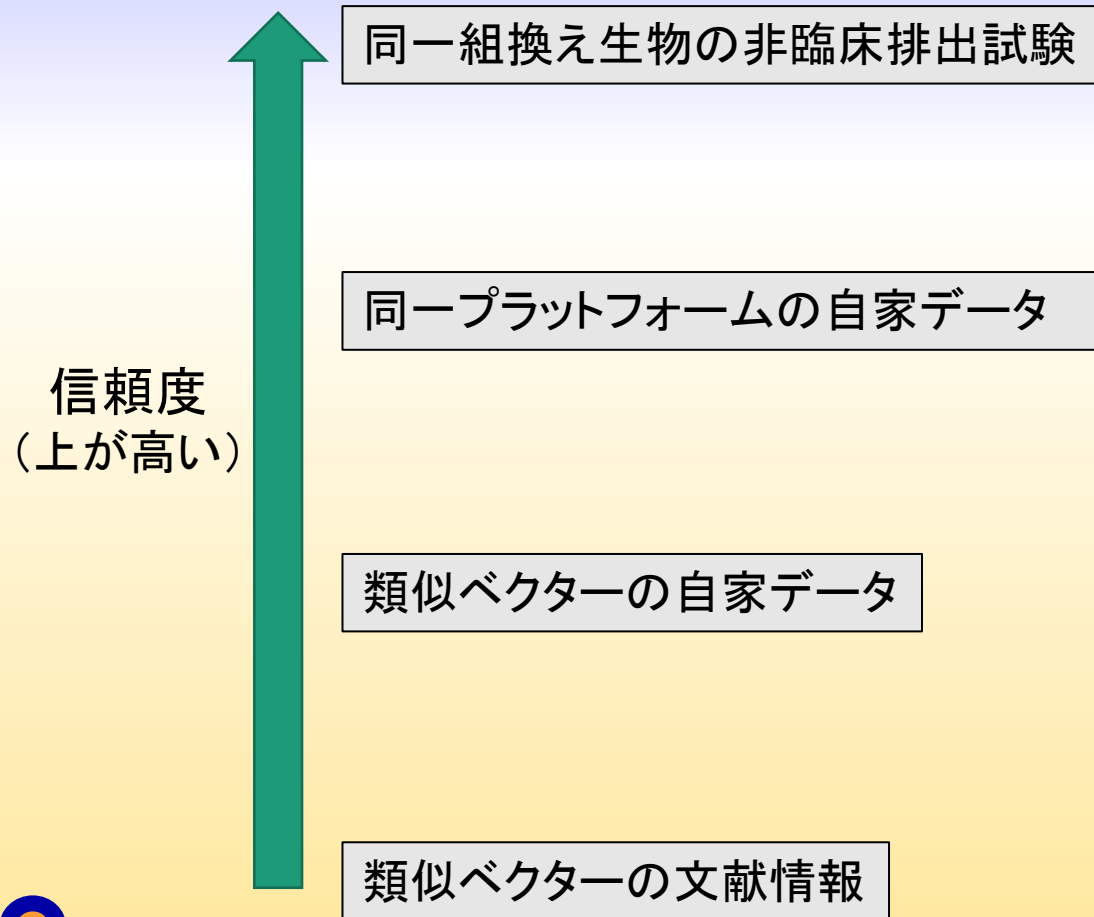 同一組換え生物の非臨床排出試験
同一プラットフォームの自家データ
信頼度
（上が高い）
類似ベクターの自家データ
類似ベクターの文献情報